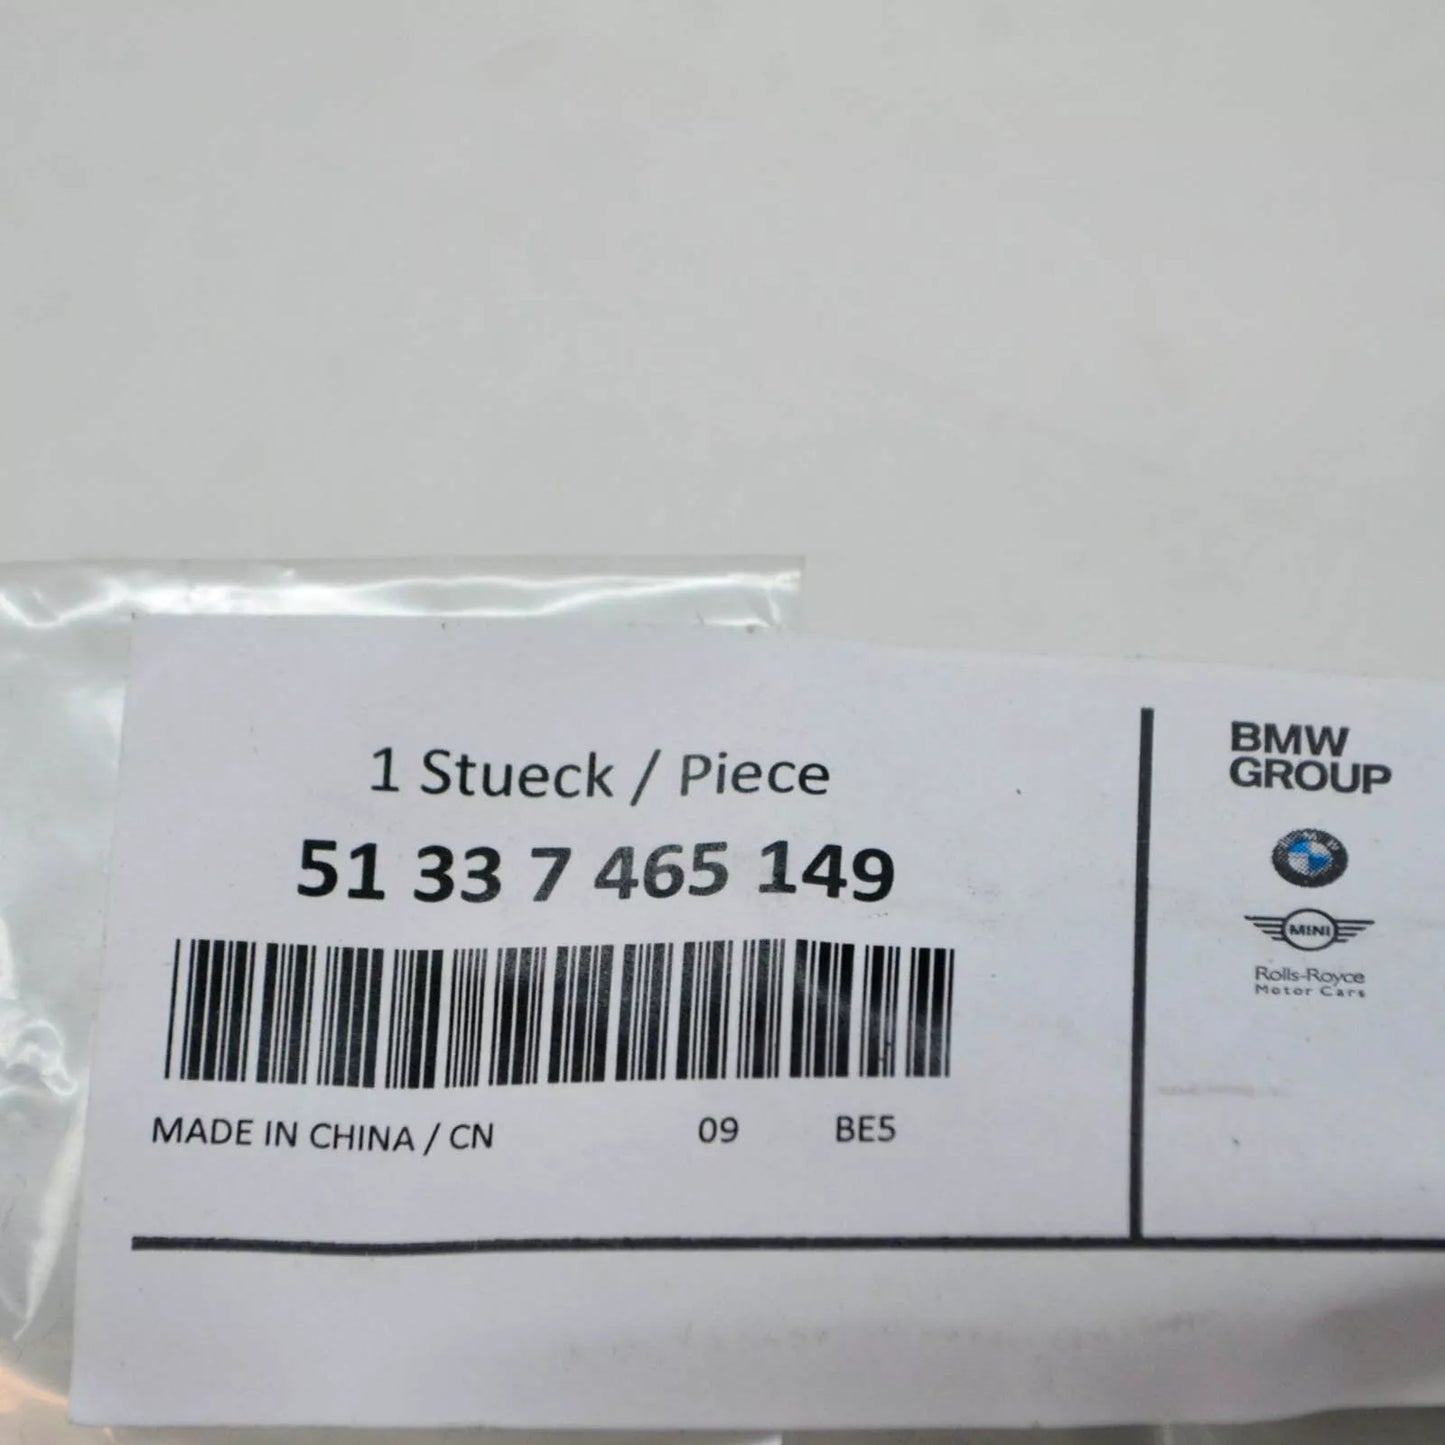 1 Stueck / Piece
51 33 7 465 149
MADE IN CHINA / CN 09 BE5
BMW
GROUP
BMW
MINI
Rolls-Royce
Motor Cars